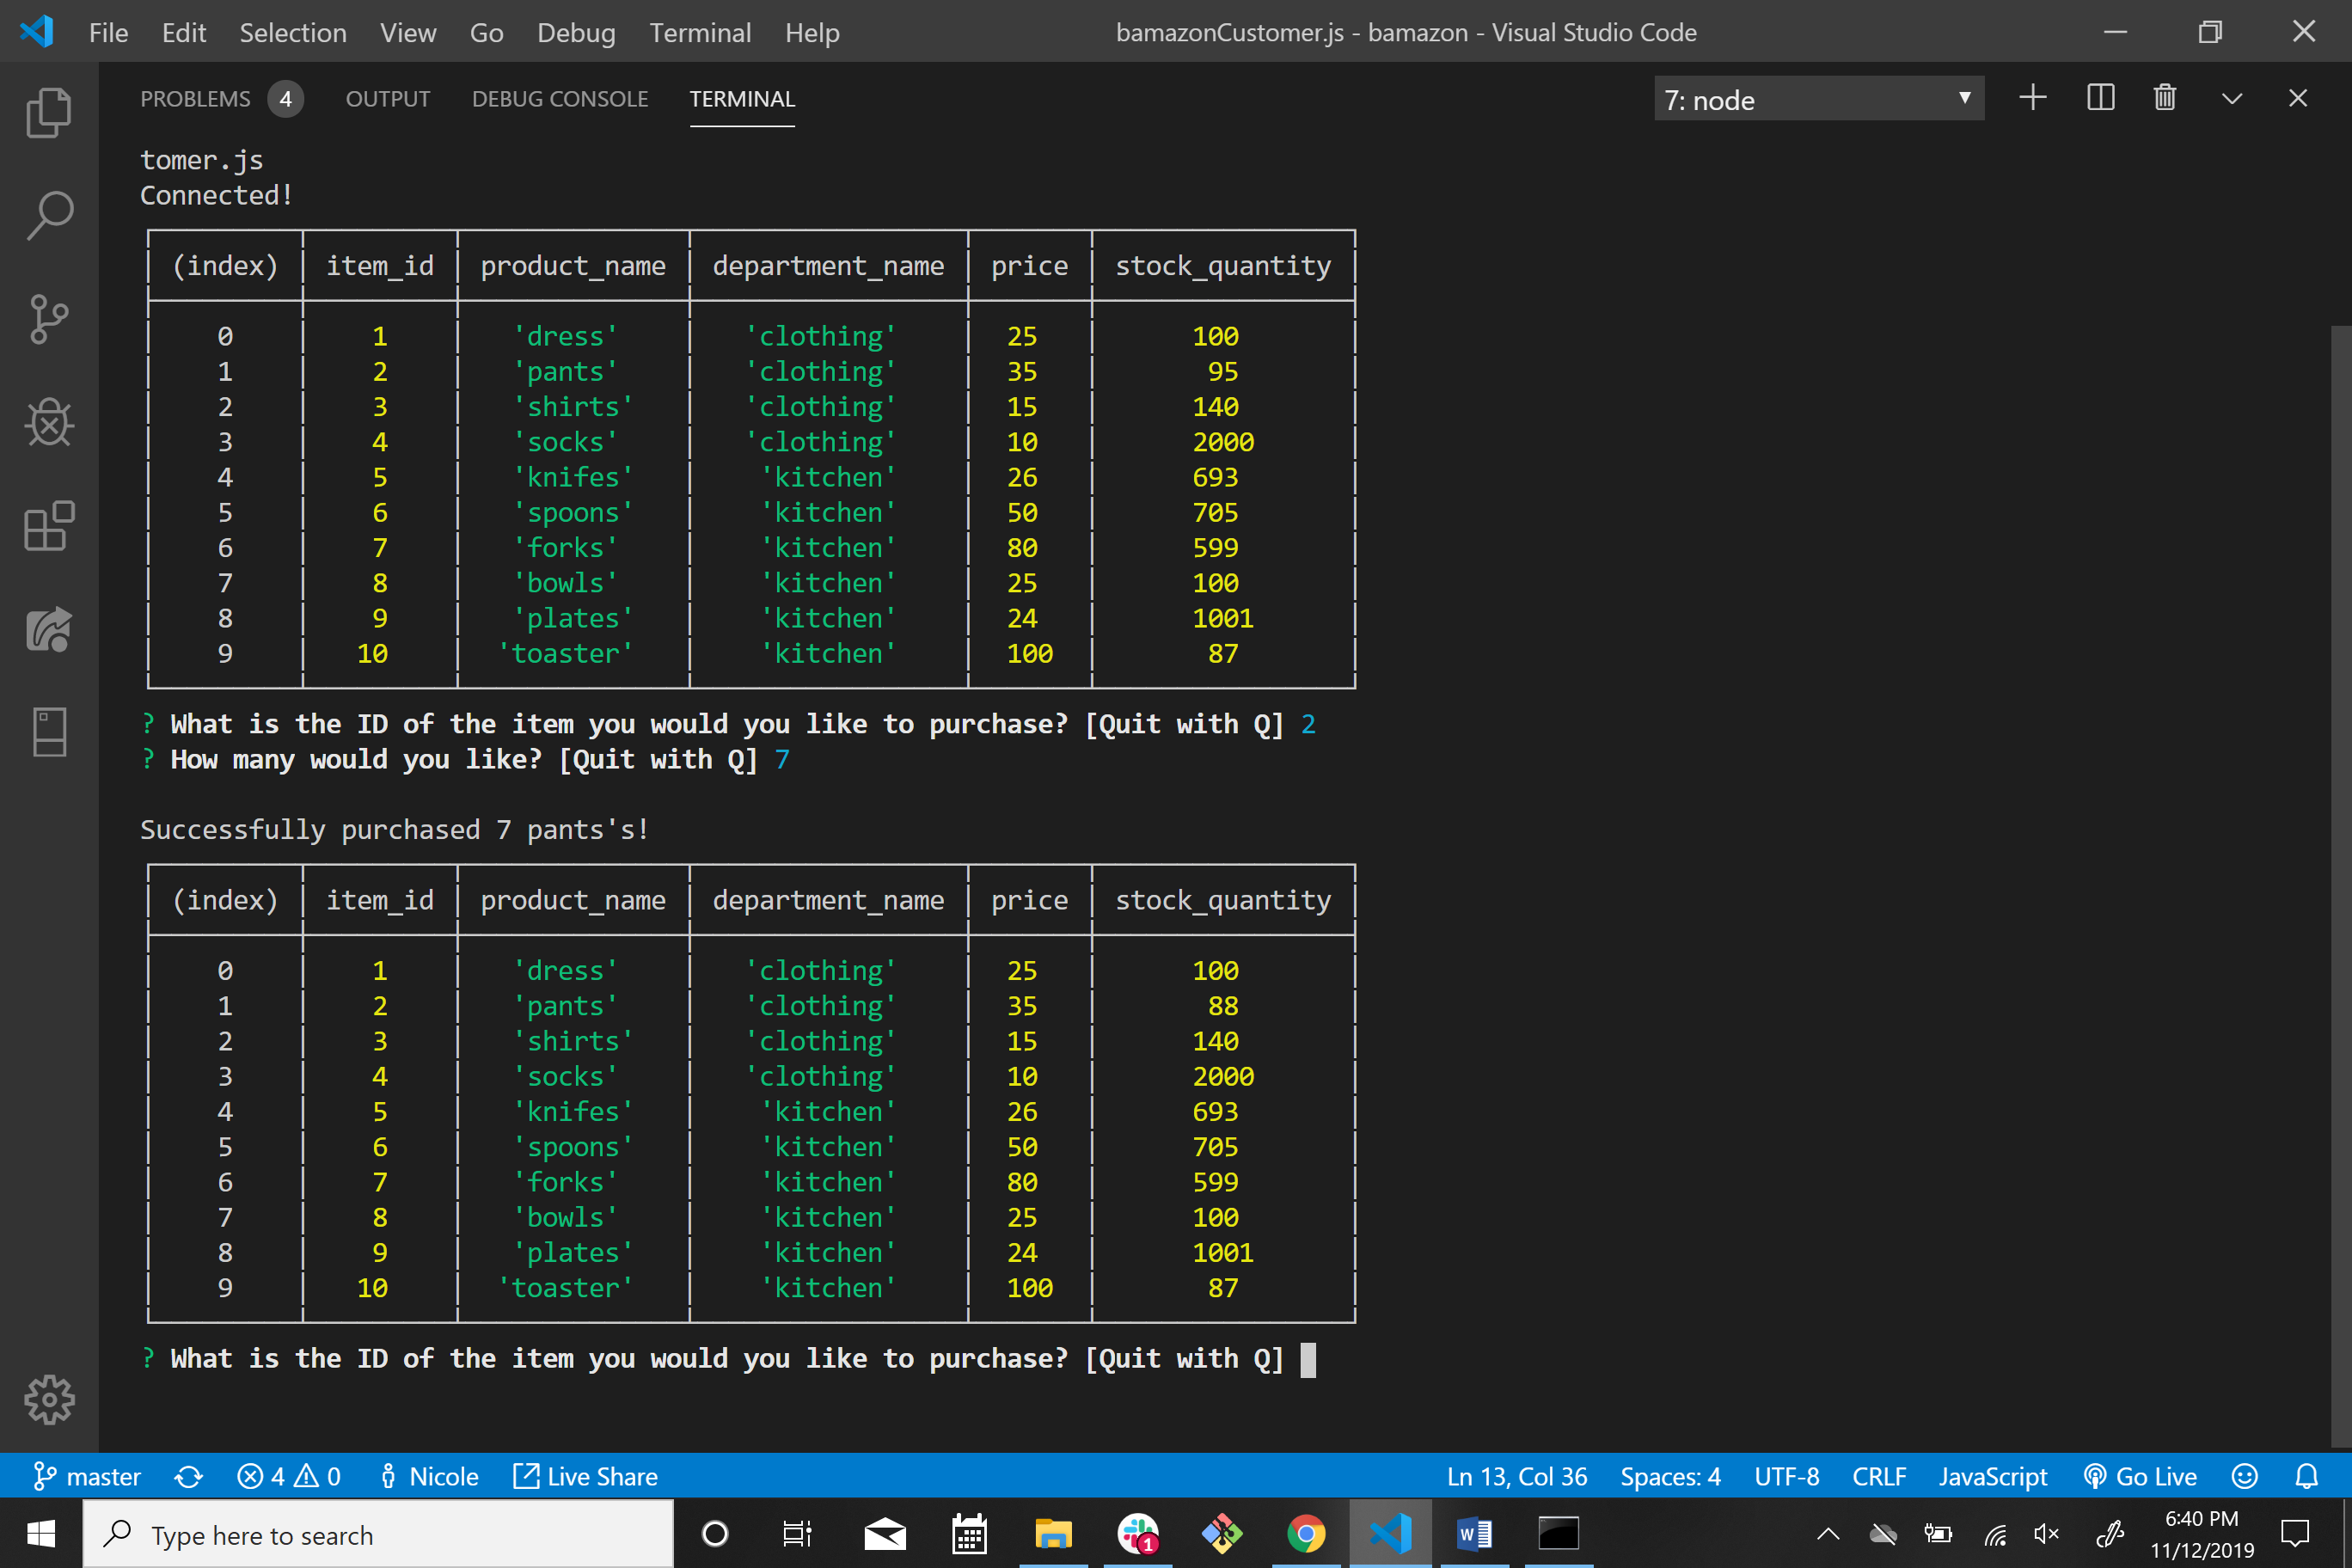 File Edit Selection View Go Debug Terminal Help bamazonCustomer.js - bamazon - Visual Studio Code
PROBLEMS 4 OUTPUT DEBUG CONSOLE TERMINAL 7: node
tomer.js
Connected!
(index) item_id product_name department_name price stock_quantity
0 1 'dress' 'clothing' 25 100
1 2 'pants' 'clothing' 35 95
2 3 'shirts' 'clothing' 15 140
3 4 'socks' 'clothing' 10 2000
4 5 'knifes' 'kitchen' 26 693
5 6 'spoons' 'kitchen' 50 705
6 7 'forks' 'kitchen' 80 599
7 8 'bowls' 'kitchen' 25 100
8 9 'plates' 'kitchen' 24 1001
9 10 'toaster' 'kitchen' 100 87
? What is the ID of the item you would you like to purchase? [Quit with Q] 2
? How many would you like? [Quit with Q] 7
Successfully purchased 7 pants's!
(index) item_id product_name department_name price stock_quantity
0 1 'dress' 'clothing' 25 100
1 2 'pants' 'clothing' 35 88
2 3 'shirts' 'clothing' 15 140
3 4 'socks' 'clothing' 10 2000
4 5 'knifes' 'kitchen' 26 693
5 6 'spoons' 'kitchen' 50 705
6 7 'forks' 'kitchen' 80 599
7 8 'bowls' 'kitchen' 25 100
8 9 'plates' 'kitchen' 24 1001
9 10 'toaster' 'kitchen' 100 87
? What is the ID of the item you would you like to purchase? [Quit with Q]
master 4 0 Nicole Live Share Ln 13, Col 36 Spaces: 4 UTF-8 CRLF JavaScript Go Live
Type here to search 1 W 6:40 PM
11/12/2019